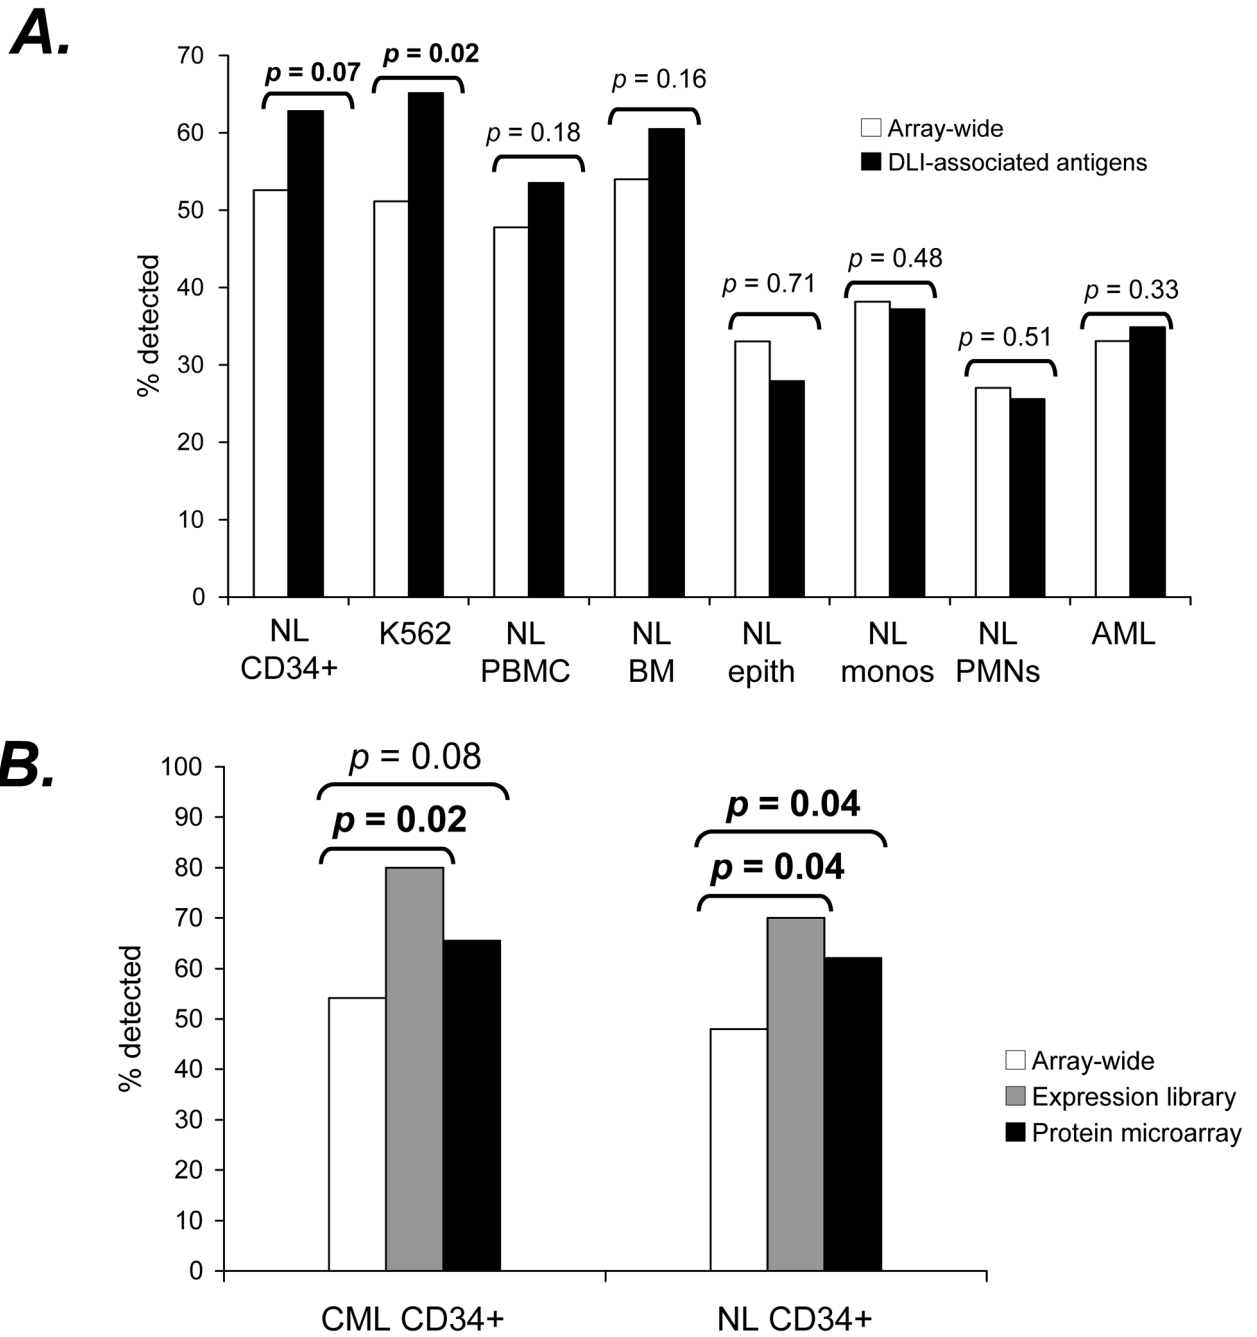 A.
70
60
50
40
30
20
10
0
% detected
p = 0.07
p = 0.02
p = 0.18
p = 0.16
p = 0.71
p = 0.48
p = 0.51
p = 0.33
Array-wide
DLI-associated antigens
NL
CD34+
K562
NL
PBMC
NL
BM
NL
epith
NL
monos
NL
PMNs
AML
B.
100
90
80
70
60
50
40
30
20
10
0
% detected
p = 0.08
p = 0.02
p = 0.04
p = 0.04
Array-wide
Expression library
Protein microarray
CML CD34+
NL CD34+